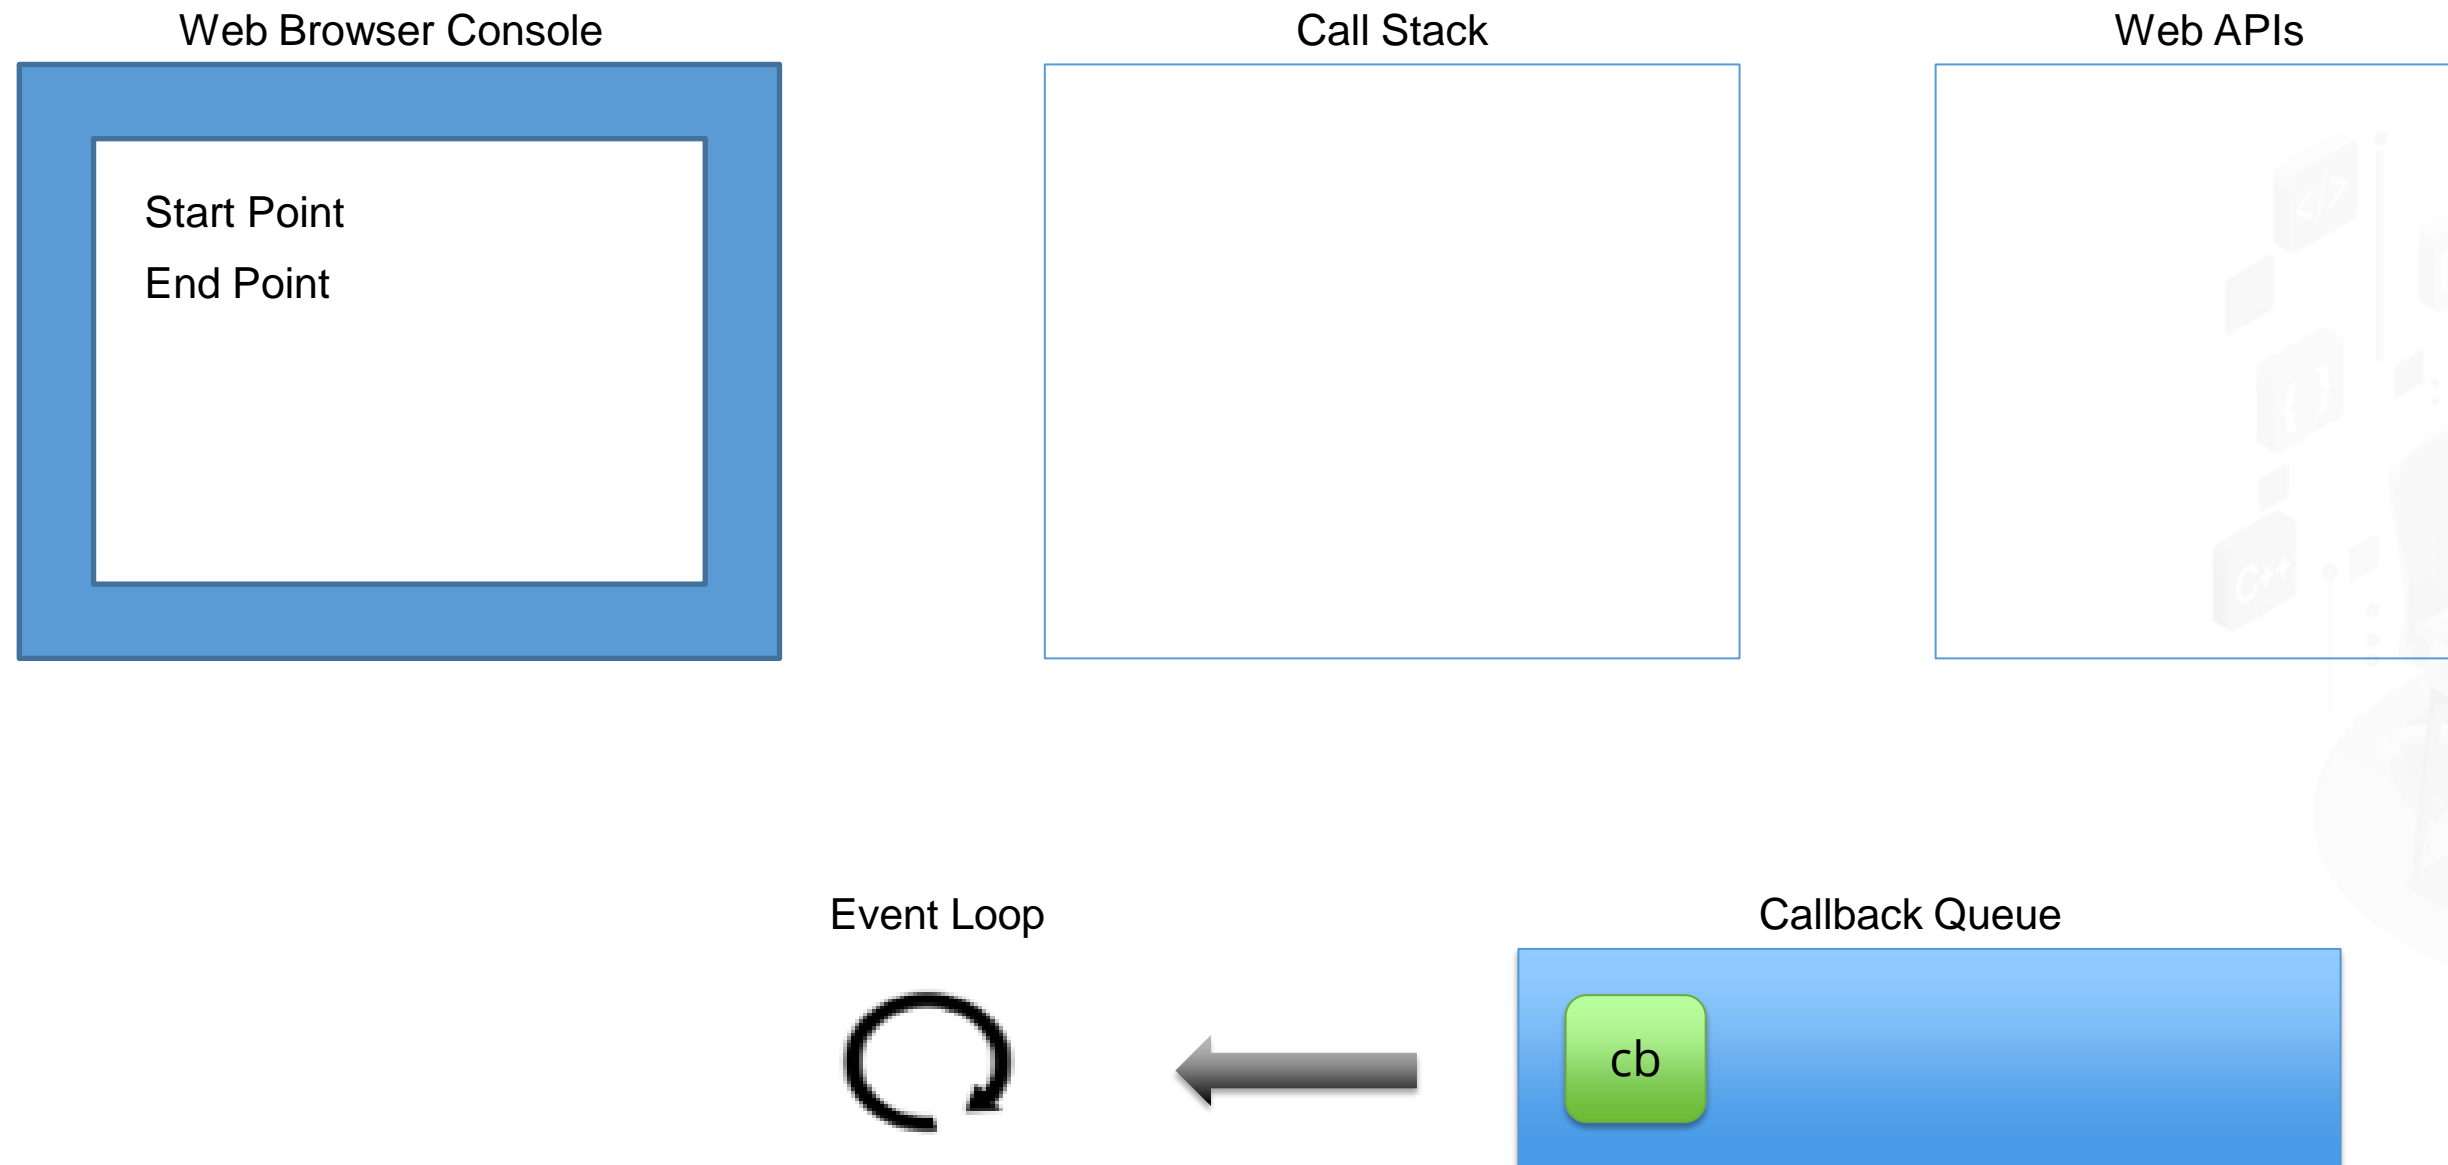 Web Browser Console
Call Stack
Web APIs
Start Point
End Point
</>
{ }
C++
Event Loop
Callback Queue
cb